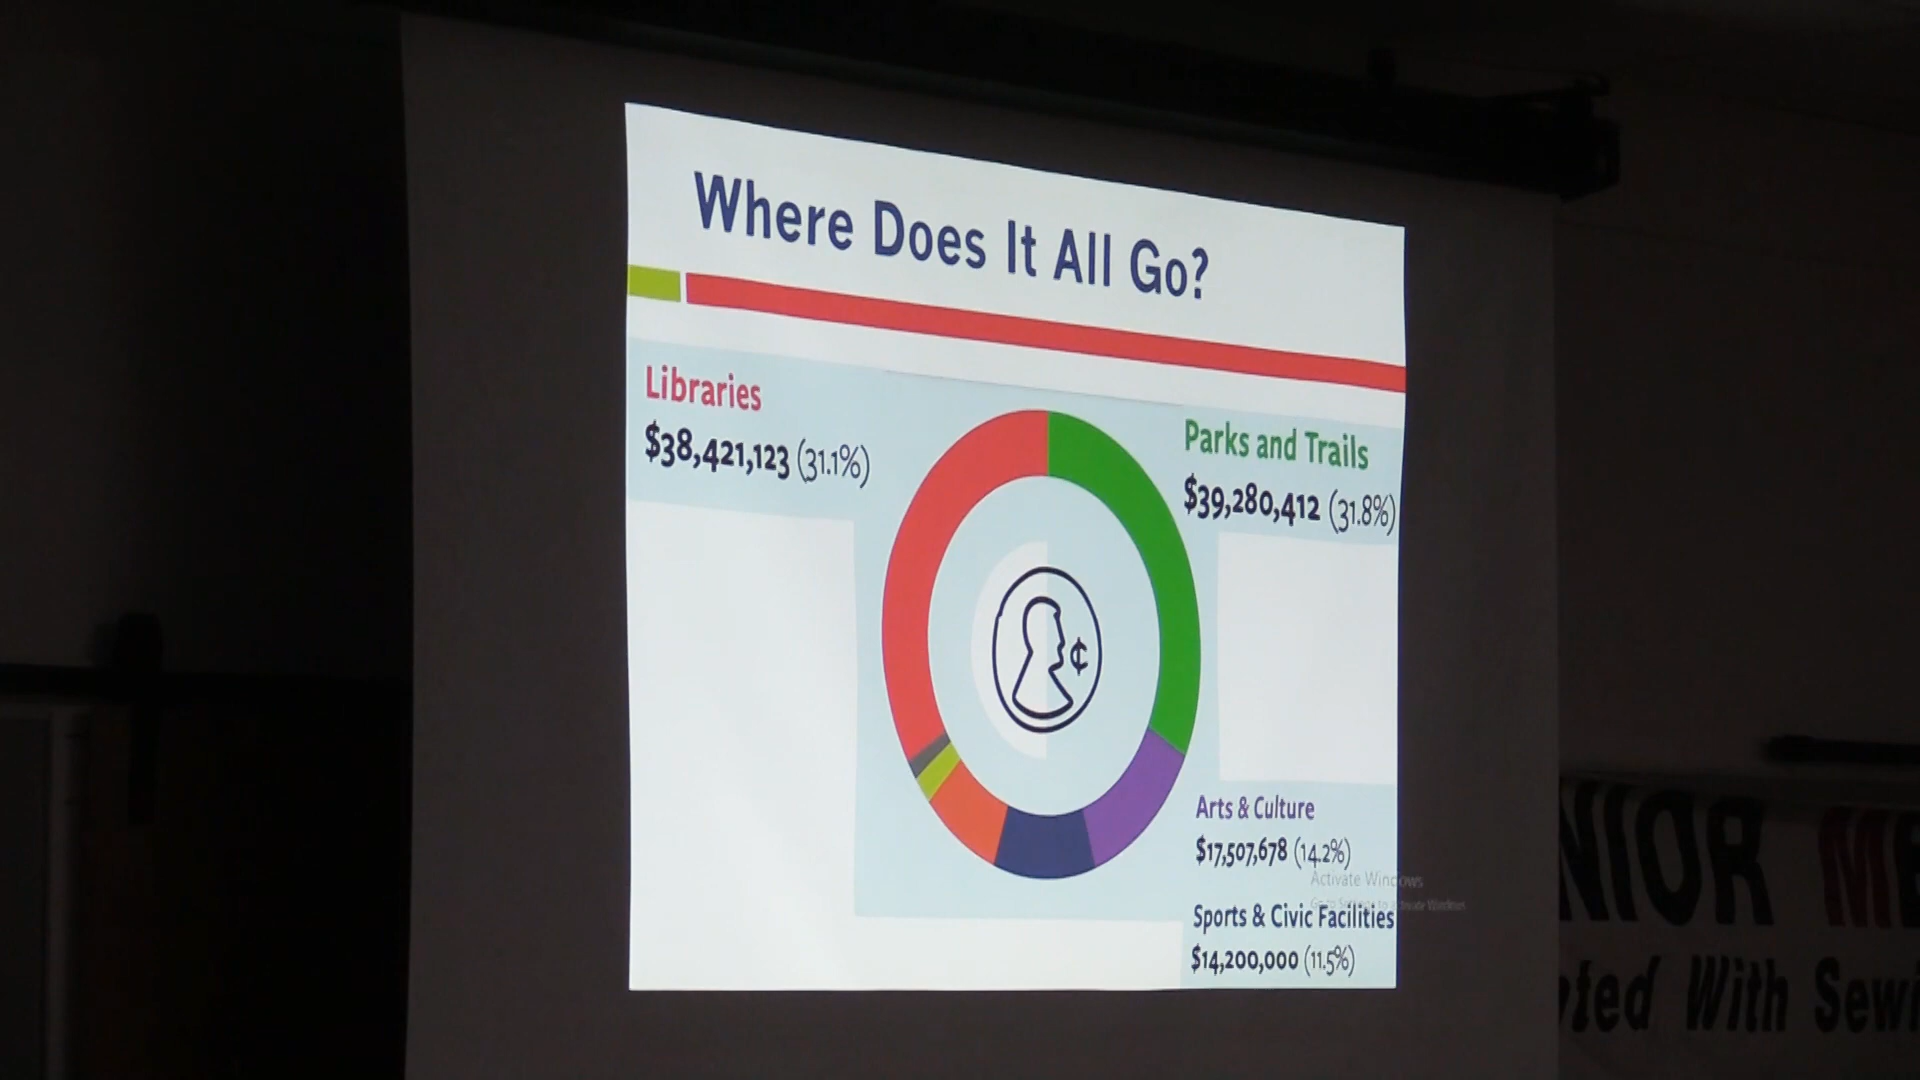 Where Does It All Go?
Libraries
$38,421,123 (31.1%)
Parks and Trails
$39,280,412 (31.8%)
¢
Arts & Culture
$17,507,678 (14.2%)
Activate Windows
Sports & Civic Facilities
$14,200,000 (11.5%)
NIOR
With